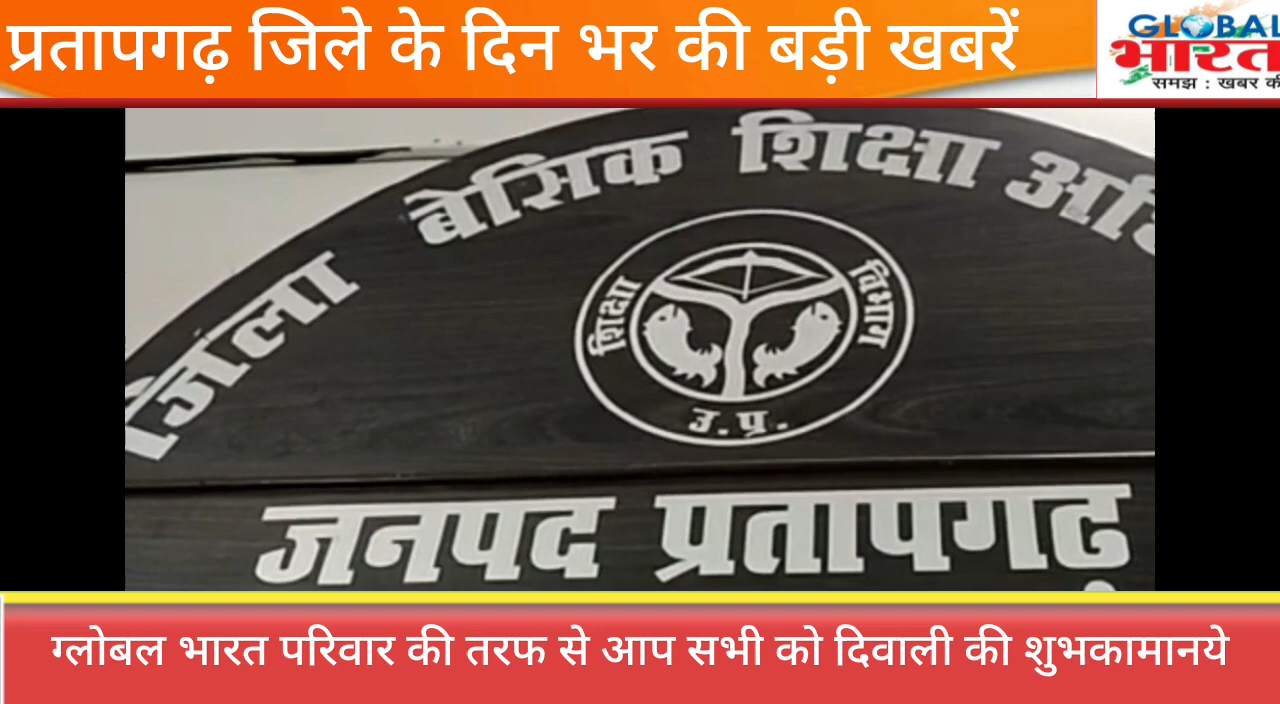 प्रतापगढ़ जिले के दिन भर की बड़ी खबरें
GLOBAL
भारत
समझ : खबर की
जिला बेसिक शिक्षा
शिक्षा विभाग
उ.प्र.
जनपद प्रतापगढ़
ग्लोबल भारत परिवार की तरफ से आप सभी को दिवाली की शुभकामानये